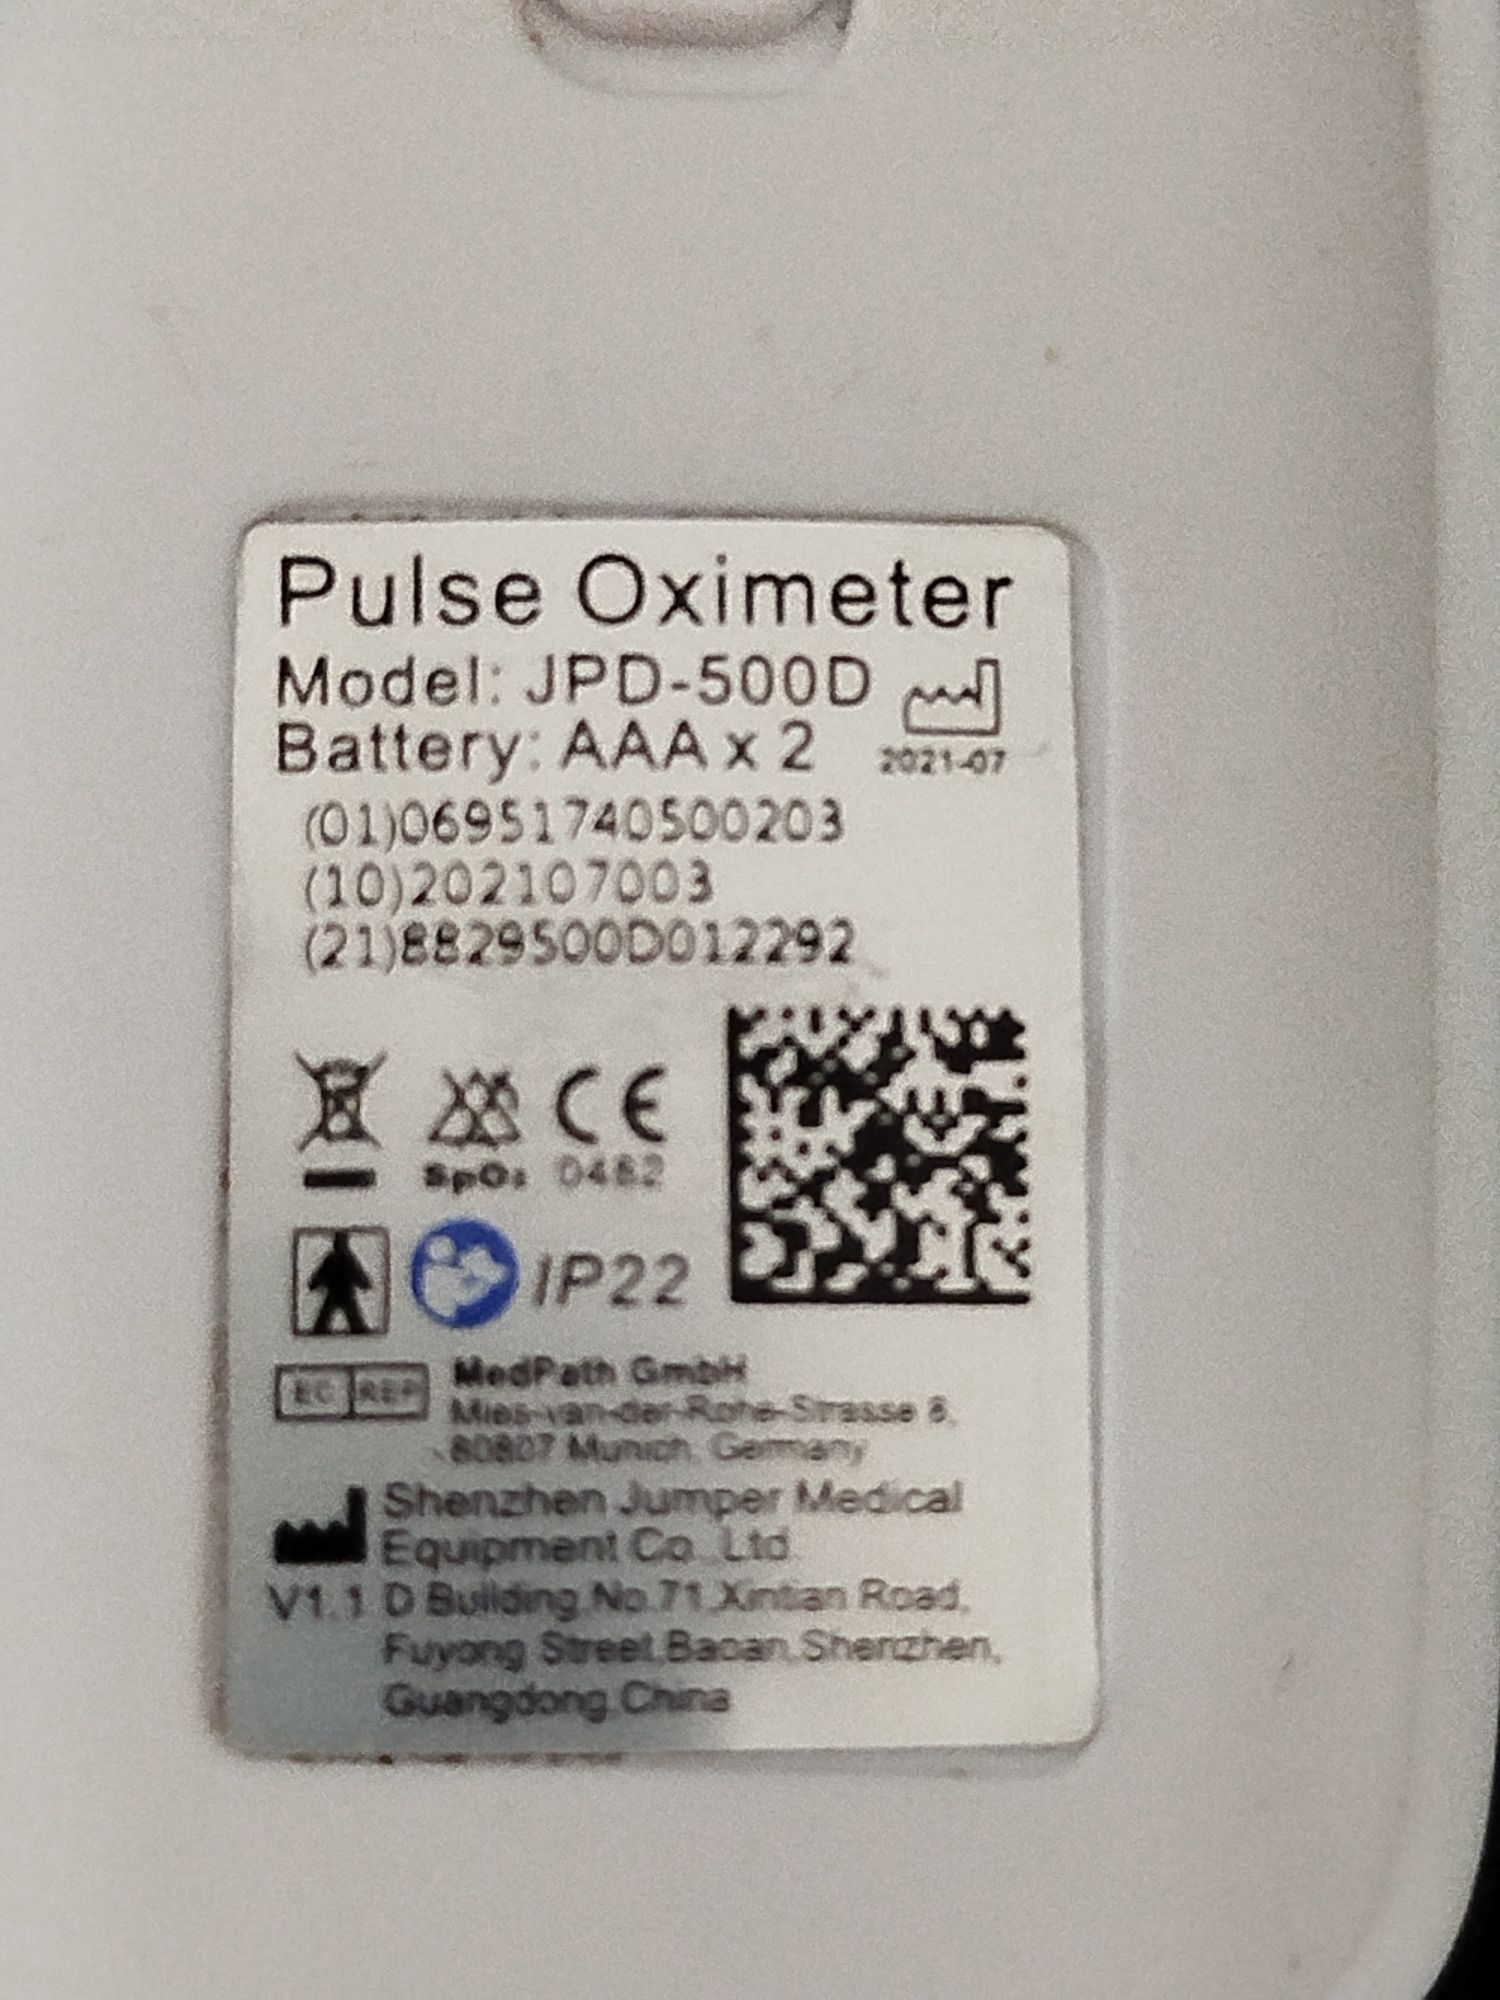 Pulse Oximeter
Model: JPD-500D
Battery: AAA x 2
2021-07
(01)06951740500203
(10)202107003
(21)8829500D012292
CE
SpO₂ 0482
IP22
EC REP
MedPath GmbH
Mies-van-der-Rohe-Strasse 8,
80807 Munich, Germany
Shenzhen Jumper Medical
Equipment Co., Ltd
V1.1 D Building,No.71,Xintian Road,
Fuyong Street,Baoan,Shenzhen,
Guangdong,China